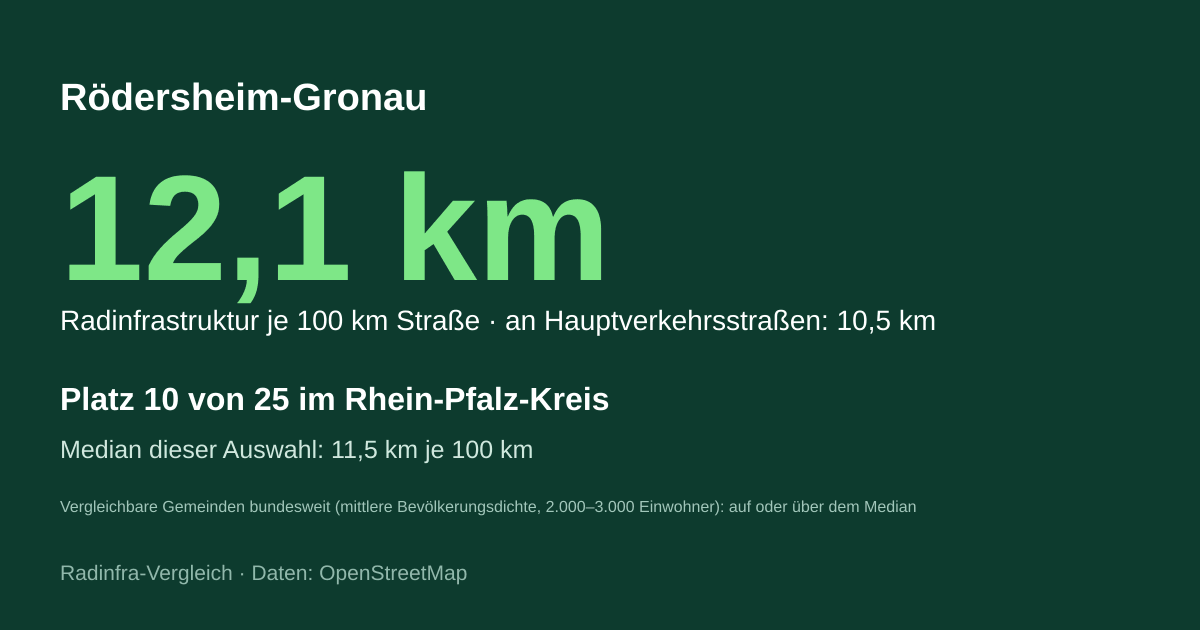 Rödersheim-Gronau
12,1 km
Radinfrastruktur je 100 km Straße · an Hauptverkehrsstraßen: 10,5 km
Platz 10 von 25 im Rhein-Pfalz-Kreis
Median dieser Auswahl: 11,5 km je 100 km
Vergleichbare Gemeinden bundesweit (mittlere Bevölkerungsdichte, 2.000–3.000 Einwohner): auf oder über dem Median
Radinfra-Vergleich · Daten: OpenStreetMap